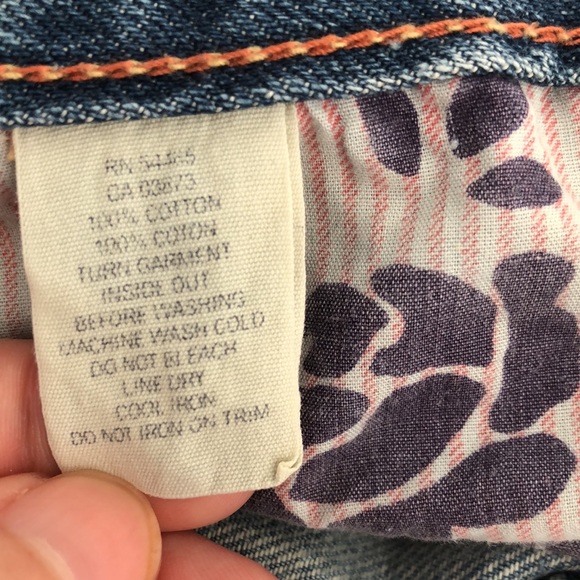 RN 54485
CA 03673
100% COTTON
100% COTON
TURN GARMENT
INSIDE OUT
BEFORE WASHING
MACHINE WASH COLD
DO NOT BLEACH
LINE DRY
COOL IRON
DO NOT IRON ON TRIM